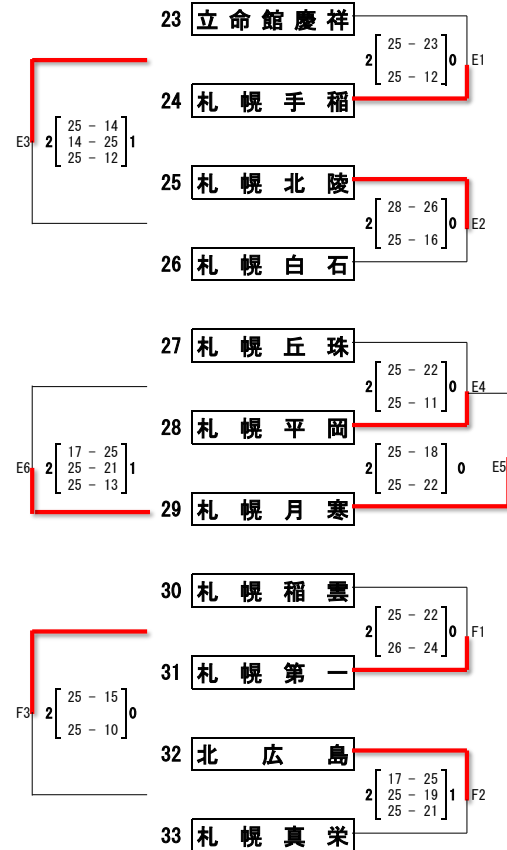 23 立命館慶祥
2 25 - 23 0 E1
25 - 12
24 札幌手稲
E3 2 25 - 14 1
14 - 25
25 - 12
25 札幌北陵
2 28 - 26 0 E2
25 - 16
26 札幌白石
27 札幌丘珠
2 25 - 22 0 E4
25 - 11
28 札幌平岡
E6 2 17 - 25 1
25 - 21
25 - 13
2 25 - 18 0 E5
25 - 22
29 札幌月寒
30 札幌稲雲
2 25 - 22 0 F1
26 - 24
31 札幌第一
F3 2 25 - 15 0
25 - 10
32 北広島
2 17 - 25 1 F2
25 - 19
25 - 21
33 札幌真栄